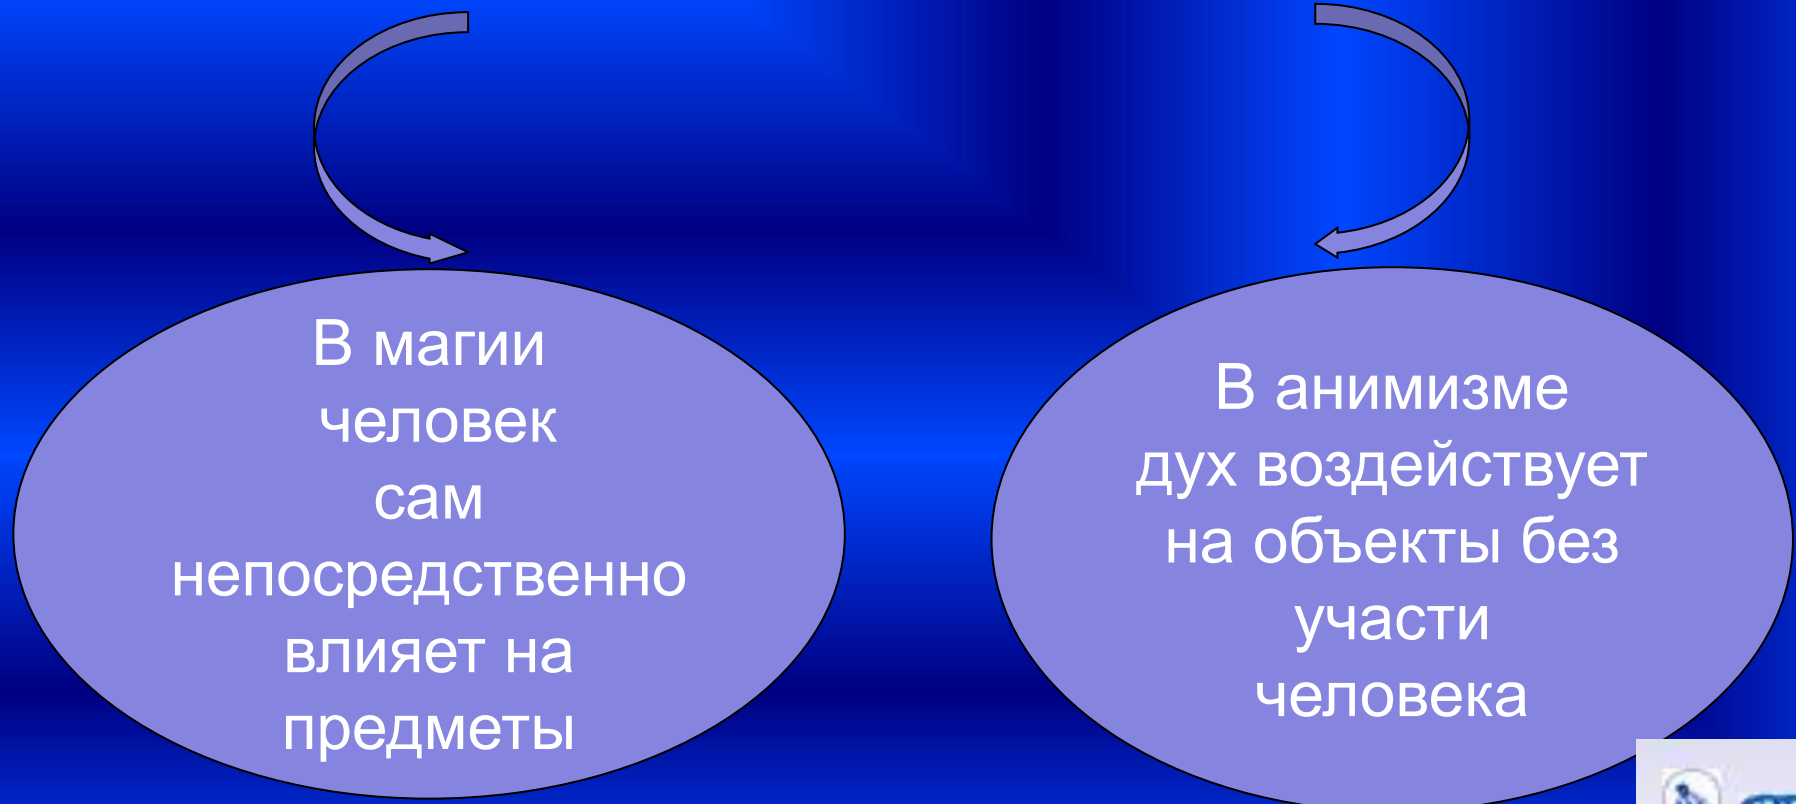 В магии
человек
сам
непосредственно
влияет на
предметы
В анимизме
дух воздействует
на объекты без
участи
человека